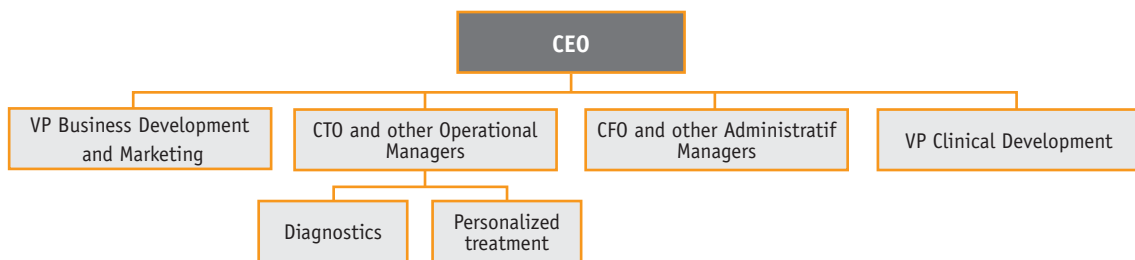 CEO
VP Business Development
and Marketing
CTO and other Operational
Managers
CFO and other Administratif
Managers
VP Clinical Development
Diagnostics
Personalized
treatment